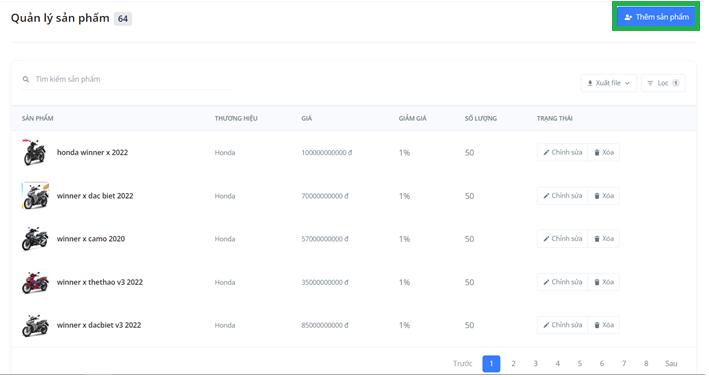 Quản lý sản phẩm 64
Thêm sản phẩm
Tìm kiếm sản phẩm
Xuất file
Lọc 1
SẢN PHẨM THƯƠNG HIỆU GIÁ GIẢM GIÁ SỐ LƯỢNG TRẠNG THÁI
honda winner x 2022 Honda 100000000000 đ 1% 50 Chỉnh sửa Xóa
winner x dac biet 2022 Honda 70000000000 đ 1% 50 Chỉnh sửa Xóa
winner x camo 2020 Honda 57000000000 đ 1% 50 Chỉnh sửa Xóa
winner x thethao v3 2022 Honda 35000000000 đ 1% 50 Chỉnh sửa Xóa
winner x dacbiet v3 2022 Honda 85000000000 đ 1% 50 Chỉnh sửa Xóa
Trước 1 2 3 4 5 6 7 8 Sau